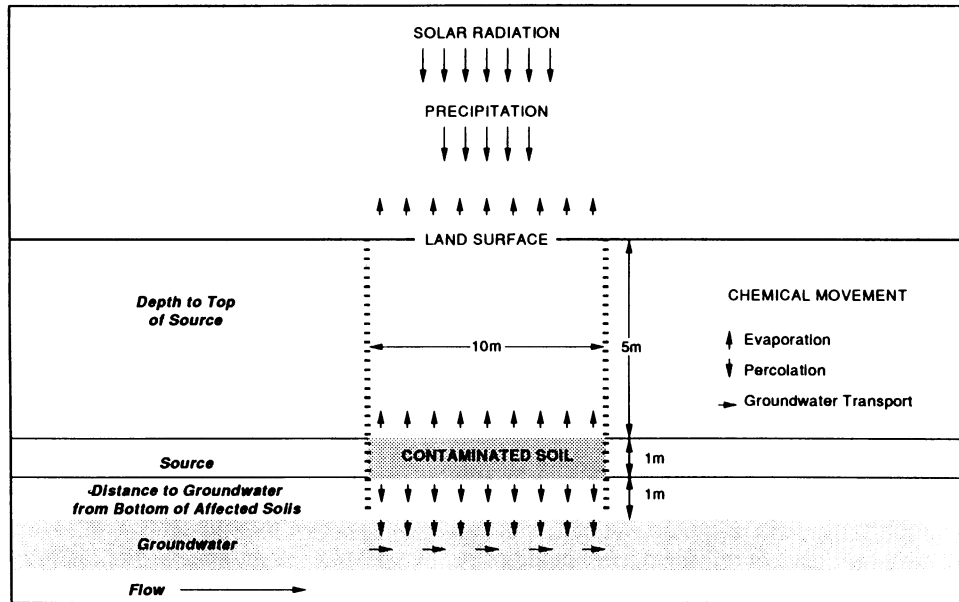 SOLAR RADIATION
PRECIPITATION
LAND SURFACE
Depth to Top
of Source
10m
5m
CHEMICAL MOVEMENT
Evaporation
Percolation
Groundwater Transport
CONTAMINATED SOIL
Source
1m
-Distance to Groundwater
from Bottom of Affected Soils
1m
Groundwater
Flow